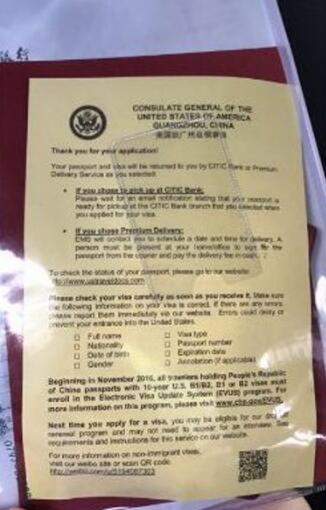 CONSULATE GENERAL OF THE
UNITED STATES OF AMERICA
GUANGZHOU, CHINA
Thank you for your application!
Your passport and visa will be returned to you by CITIC Bank or Premium
Delivery Service as you selected:
If you chose to pick up at CITIC Bank:
Please wait for an email notification stating that your passport is
ready for pickup at the CITIC Bank branch that you selected when
you applied for your visa.
If you chose Premium Delivery:
EMS will contact you to schedule a date and time for delivery. A
person must be present at your home/office to sign for the
passport from the courier and pay the delivery fee in cash.
To check the status of your passport, please go to our website:
http://www.ustraveldocs.com
Please check your visa carefully as soon as you receive it. Make sure
the following information on your visa is correct. If there are any errors,
please report them immediately via our website. Errors could delay or
prevent your entrance into the United States.
Full name
Visa type
Nationality
Passport number
Date of birth
Expiration date
Gender
Annotation (if applicable)
Beginning in November 2016, all travelers holding People's Republic
of China passports with 10-year U.S. B1/B2, B1 or B2 visas must
enroll in the Electronic Visa Update System (EVUS) program. For
more information on this program, please visit www.cbp.gov/EVUS.
Next time you apply for a visa, you may be eligible for our
renewal program and may not need to appear for an interview. See
requirements and instructions for this service on our website.
For more information on non-immigrant visas,
visit our weibo site or scan QR code